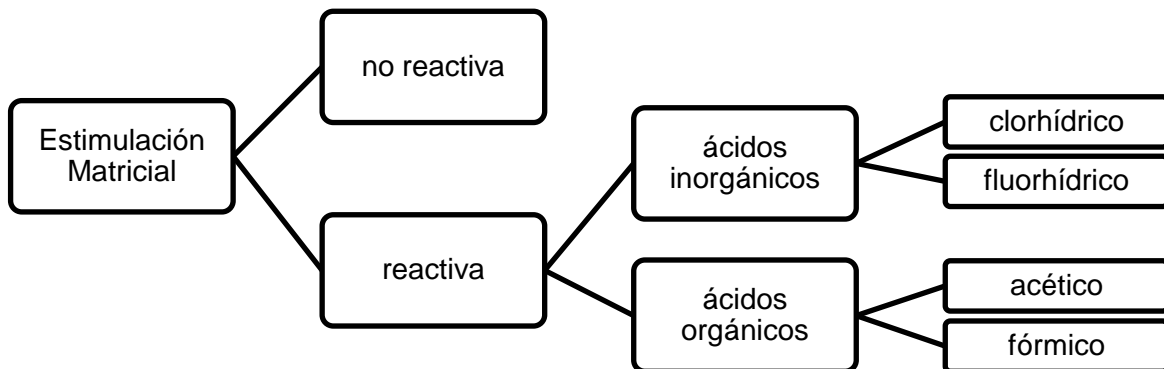 Estimulación
Matricial
no reactiva
reactiva
ácidos
inorgánicos
clorhídrico
fluorhídrico
ácidos
orgánicos
acético
fórmico